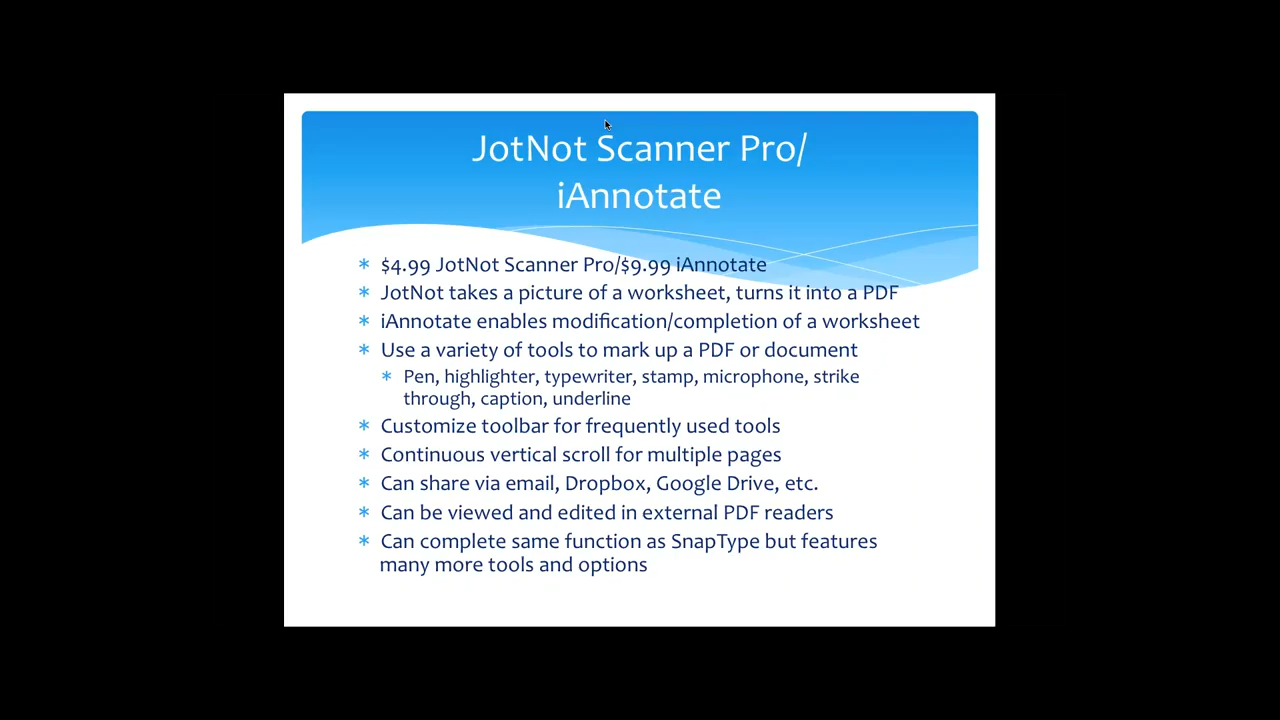 JotNot Scanner Pro/
iAnnotate
* $4.99 JotNot Scanner Pro/$9.99 iAnnotate
* JotNot takes a picture of a worksheet, turns it into a PDF
* iAnnotate enables modification/completion of a worksheet
* Use a variety of tools to mark up a PDF or document
* Pen, highlighter, typewriter, stamp, microphone, strike
through, caption, underline
* Customize toolbar for frequently used tools
* Continuous vertical scroll for multiple pages
* Can share via email, Dropbox, Google Drive, etc.
* Can be viewed and edited in external PDF readers
* Can complete same function as SnapType but features
many more tools and options